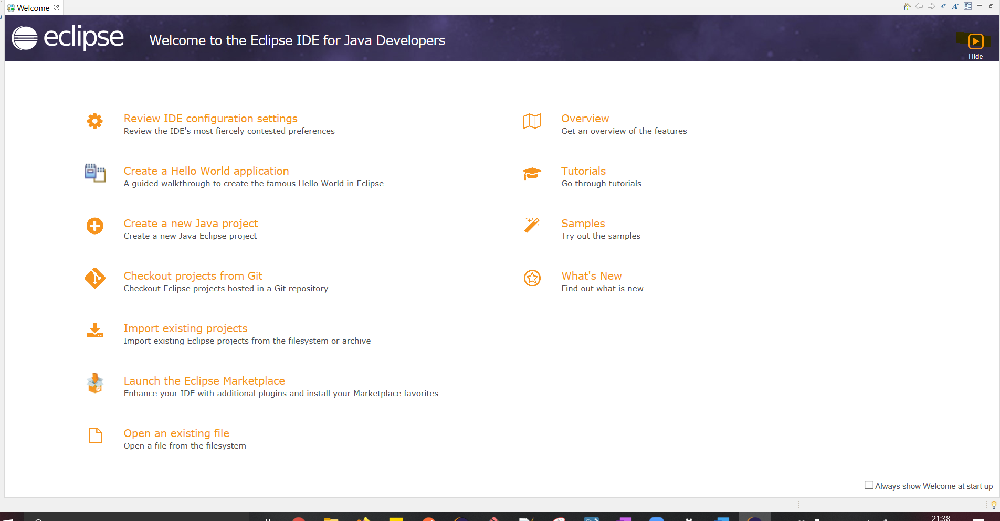 Welcome
eclipse
Welcome to the Eclipse IDE for Java Developers
Hide
Review IDE configuration settings
Review the IDE's most fiercely contested preferences
Create a Hello World application
A guided walkthrough to create the famous Hello World in Eclipse
Create a new Java project
Create a new Java Eclipse project
Checkout projects from Git
Checkout Eclipse projects hosted in a Git repository
Import existing projects
Import existing Eclipse projects from the filesystem or archive
Launch the Eclipse Marketplace
Enhance your IDE with additional plugins and install your Marketplace favorites
Open an existing file
Open a file from the filesystem
Overview
Get an overview of the features
Tutorials
Go through tutorials
Samples
Try out the samples
What's New
Find out what is new
Always show Welcome at start up
21:38